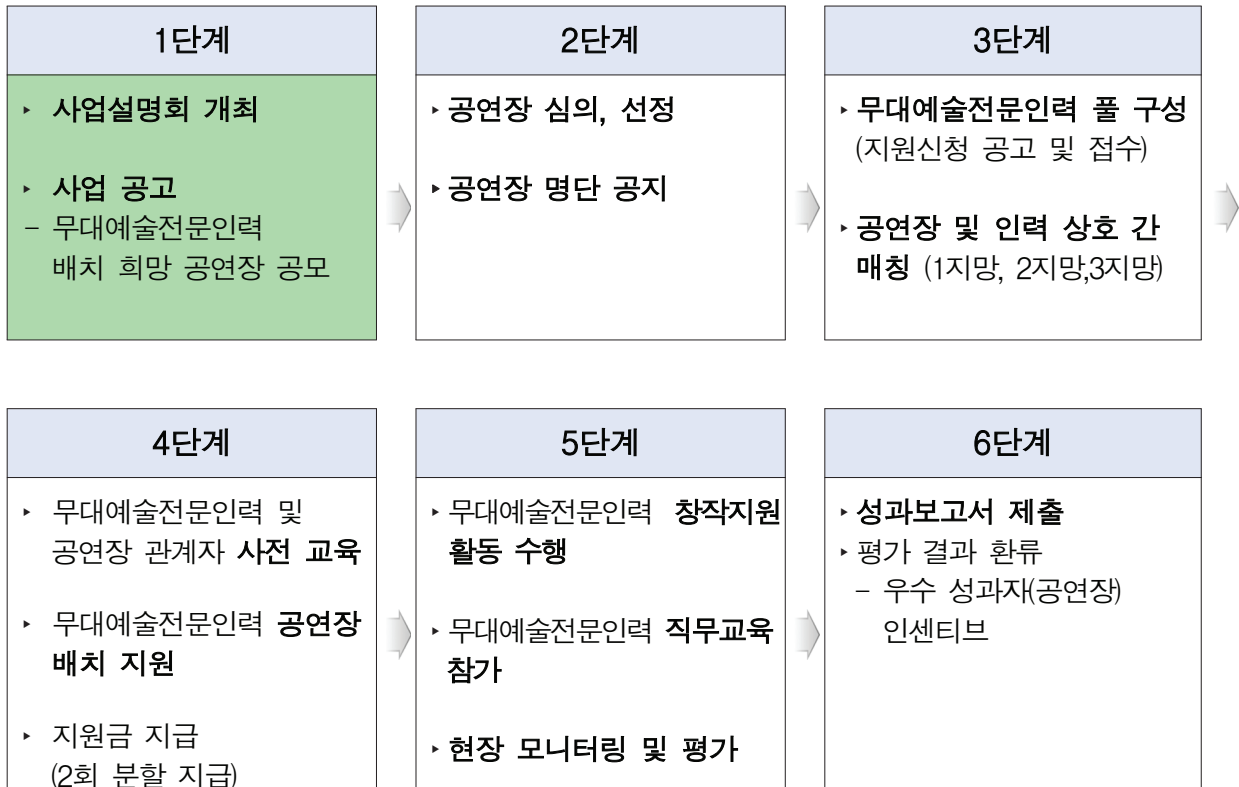 1단계
‣ 사업설명회 개최
‣ 사업 공고
- 무대예술전문인력
배치 희망 공연장 공모
2단계
‣ 공연장 심의, 선정
‣ 공연장 명단 공지
3단계
‣ 무대예술전문인력 풀 구성
(지원신청 공고 및 접수)
‣ 공연장 및 인력 상호 간
매칭 (1지망, 2지망,3지망)
4단계
‣ 무대예술전문인력 및
공연장 관계자 사전 교육
‣ 무대예술전문인력 공연장
배치 지원
‣ 지원금 지급
(2회 분할 지급)
5단계
‣ 무대예술전문인력 창작지원
활동 수행
‣ 무대예술전문인력 직무교육
참가
‣ 현장 모니터링 및 평가
6단계
‣ 성과보고서 제출
‣ 평가 결과 환류
- 우수 성과자(공연장)
인센티브